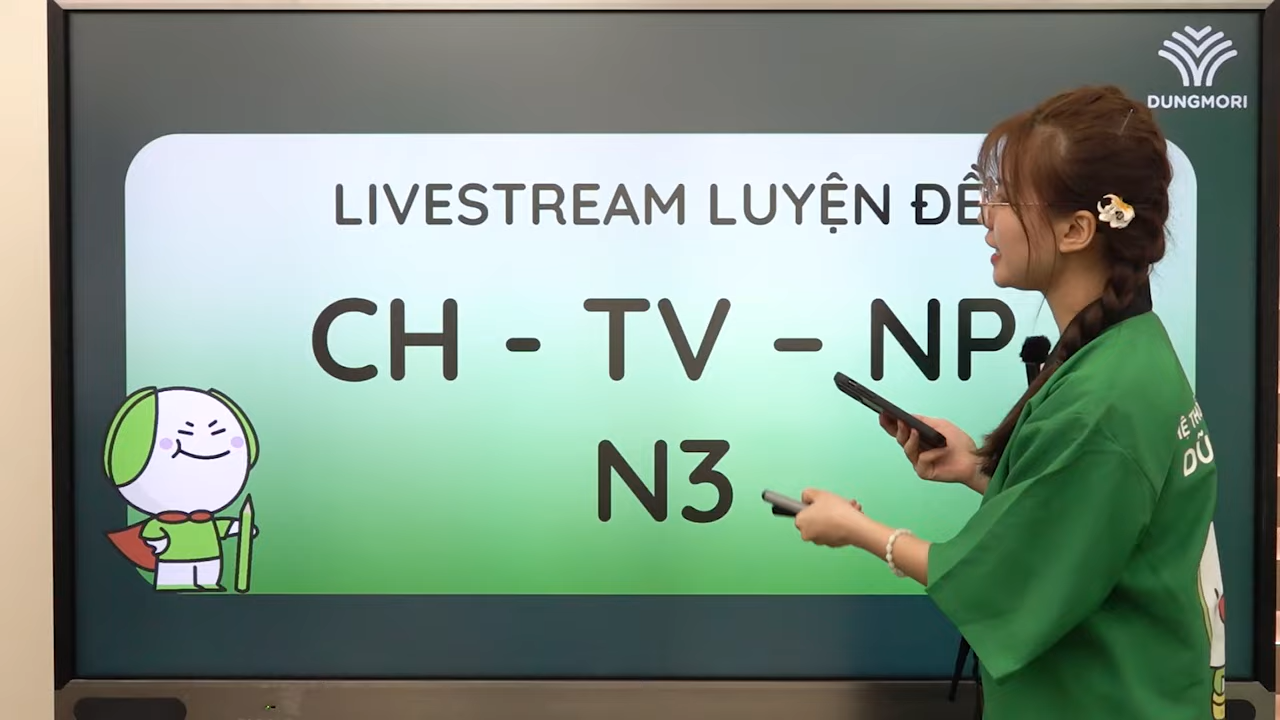 DUNGMORI
LIVESTREAM LUYỆN ĐỀ
CH - TV - NP
N3